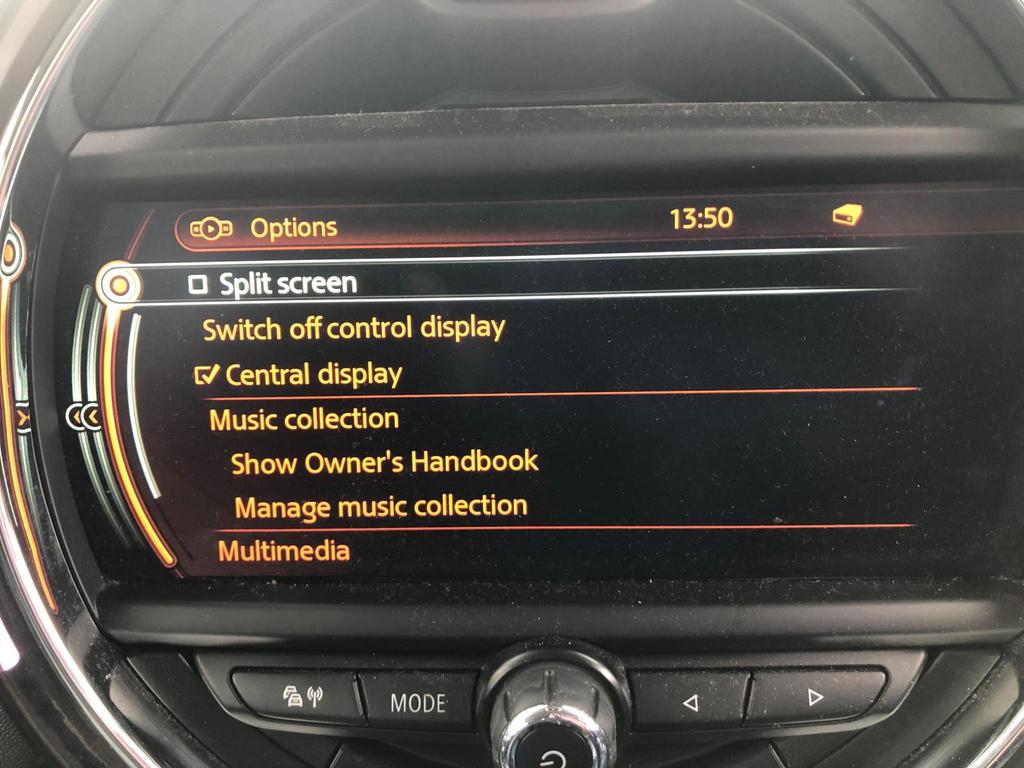 Options 13:50
Split screen
Switch off control display
Central display
Music collection
Show Owner's Handbook
Manage music collection
Multimedia
MODE